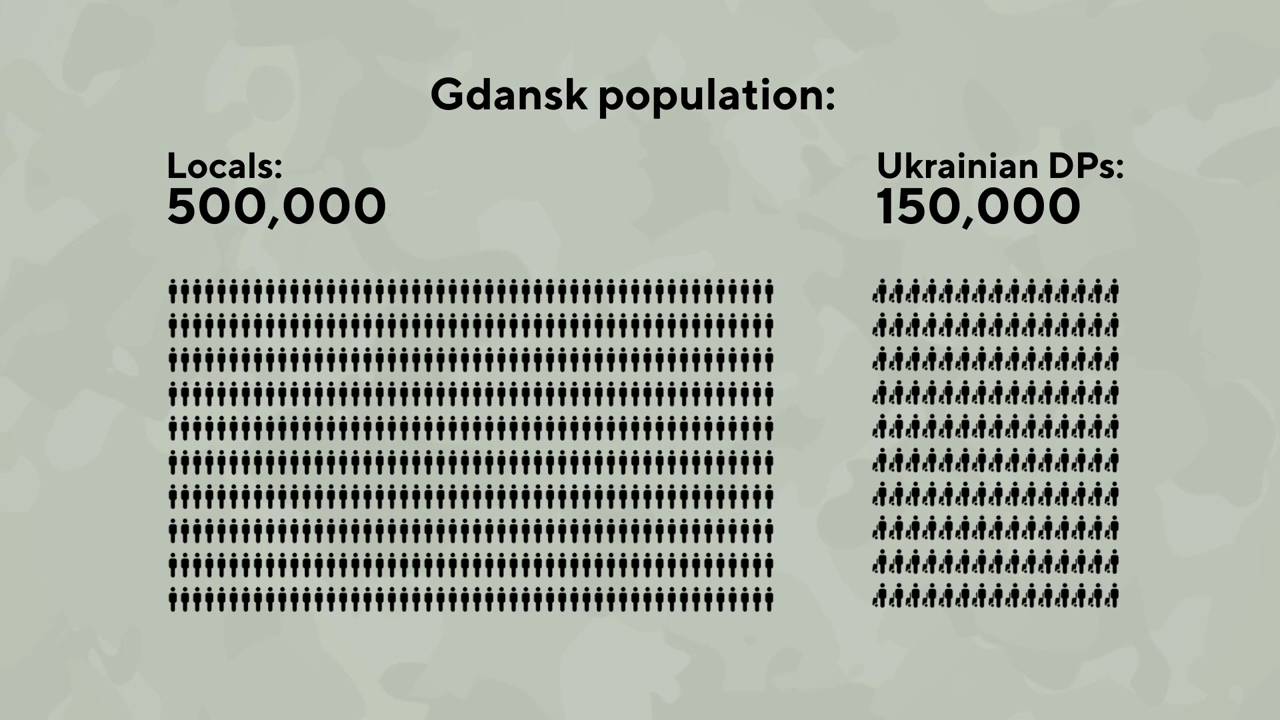 Gdansk population:
Locals:
500,000
Ukrainian DPs:
150,000